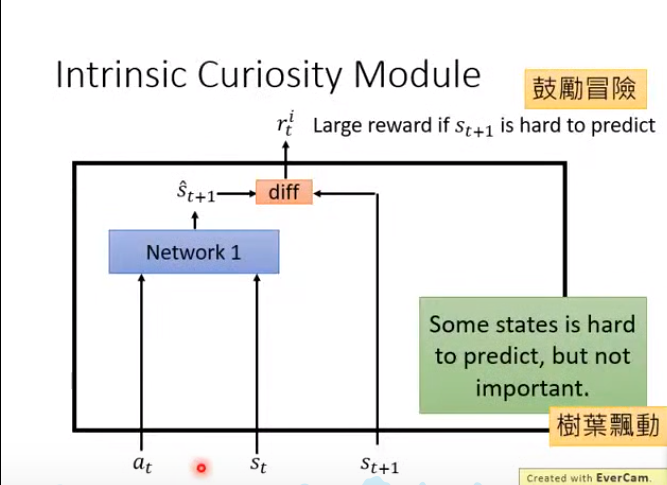 Intrinsic Curiosity Module
鼓勵冒險
r_t^i Large reward if s_{t+1} is hard to predict
ŝ_{t+1} diff
Network 1
Some states is hard
to predict, but not
important.
樹葉飄動
a_t s_t s_{t+1}
Created with EverCam.